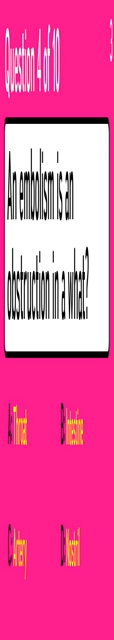 3
Question 4 of 10
An embolism is an
obstruction in a what?
A: Throat
B: Intestine
C: Artery
D: Nostril